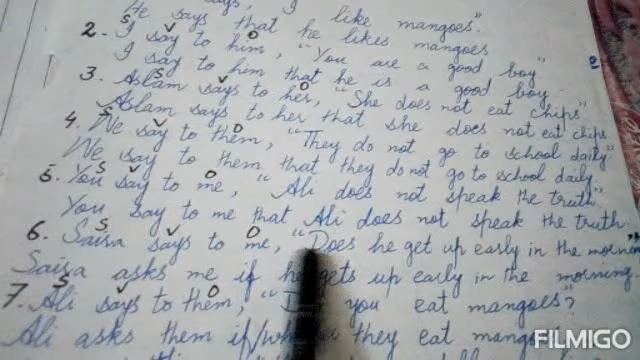 He says, I like mangoes".
He says that he likes mangoes
2. I say to him, "You are a good boy"
I say to him that he is a good boy.
3. Aslam says to her, "She does not eat chips"
Aslam says to her that she does not eat chips
4. We say to them, "They do not go to school daily"
We say to them that they do not go to school daily.
5. You say to me, "Ali does not speak the truth"
You say to me that Ali does not speak the truth
6. Saisa says to me, "Does he get up early in the
Saisa asks me if he gets up early in the morning.
7. Ali says to them, " you eat mangoes?
Ali asks them if they eat
FILMIGO